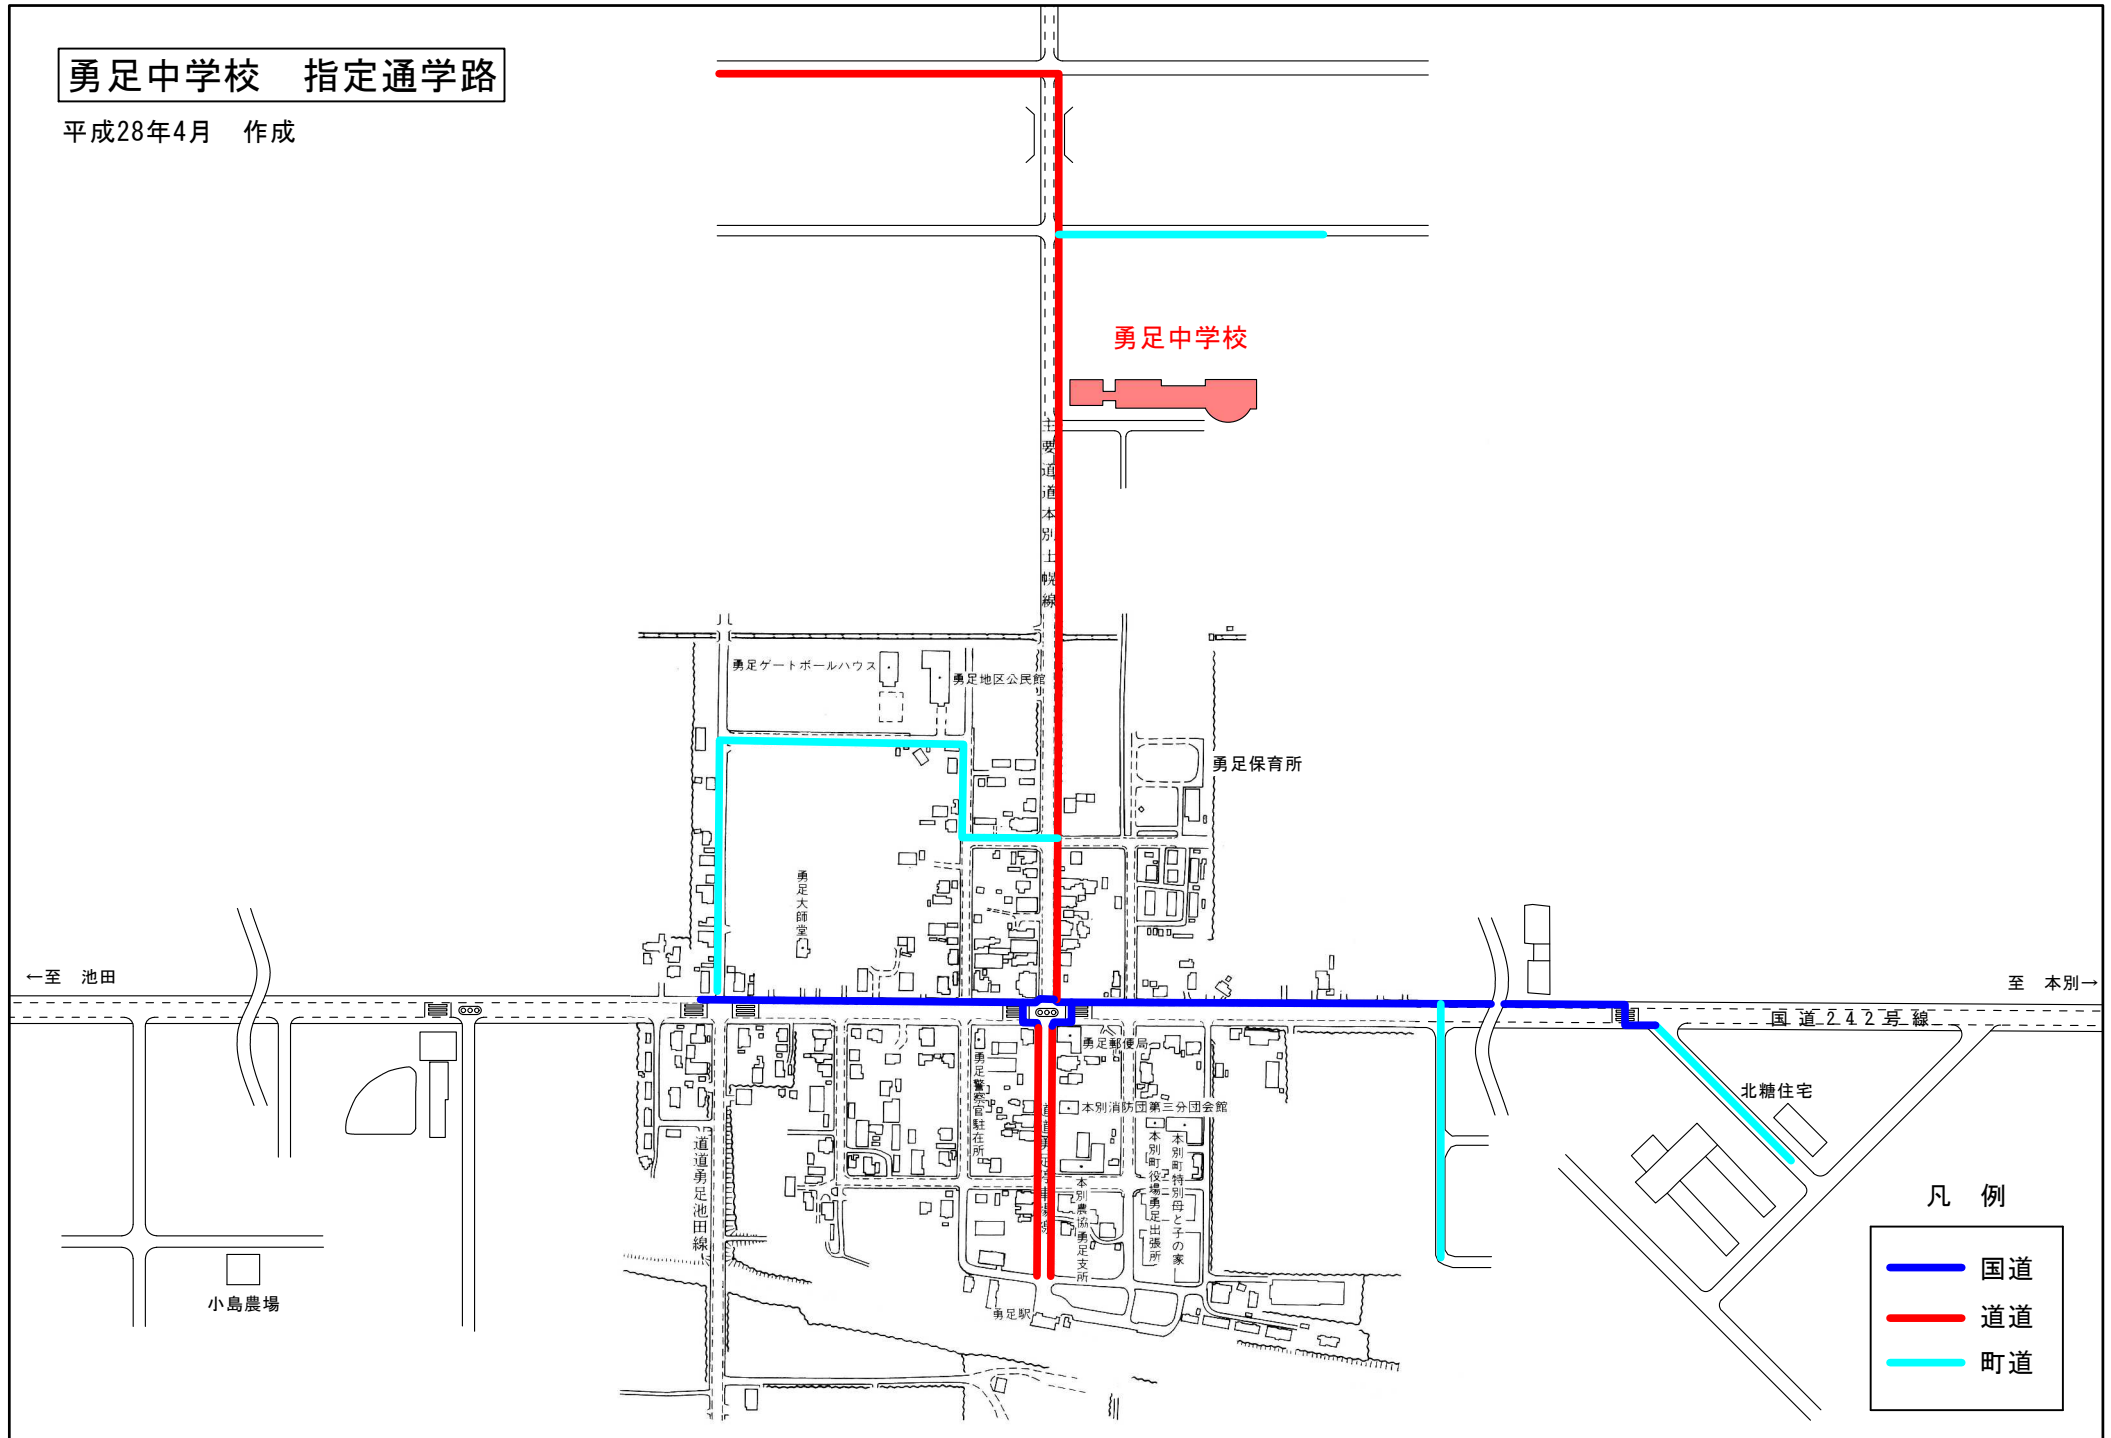 勇足中学校　指定通学路
平成28年4月　作成
勇足中学校
主要道道本別士幌線
勇足ゲートボールハウス
勇足地区公民館
勇足保育所
勇足大師堂
←至　池田
至　本別→
国道242号線
勇足郵便局
勇足警察官駐在所
本別消防団第三分団会館
道道勇足停車場線
道道勇足池田線
本別町役場勇足出張所
本別町特別母と子の家
本別農協勇足支所
北糖住宅
小島農場
勇足駅
凡　例
国道
道道
町道